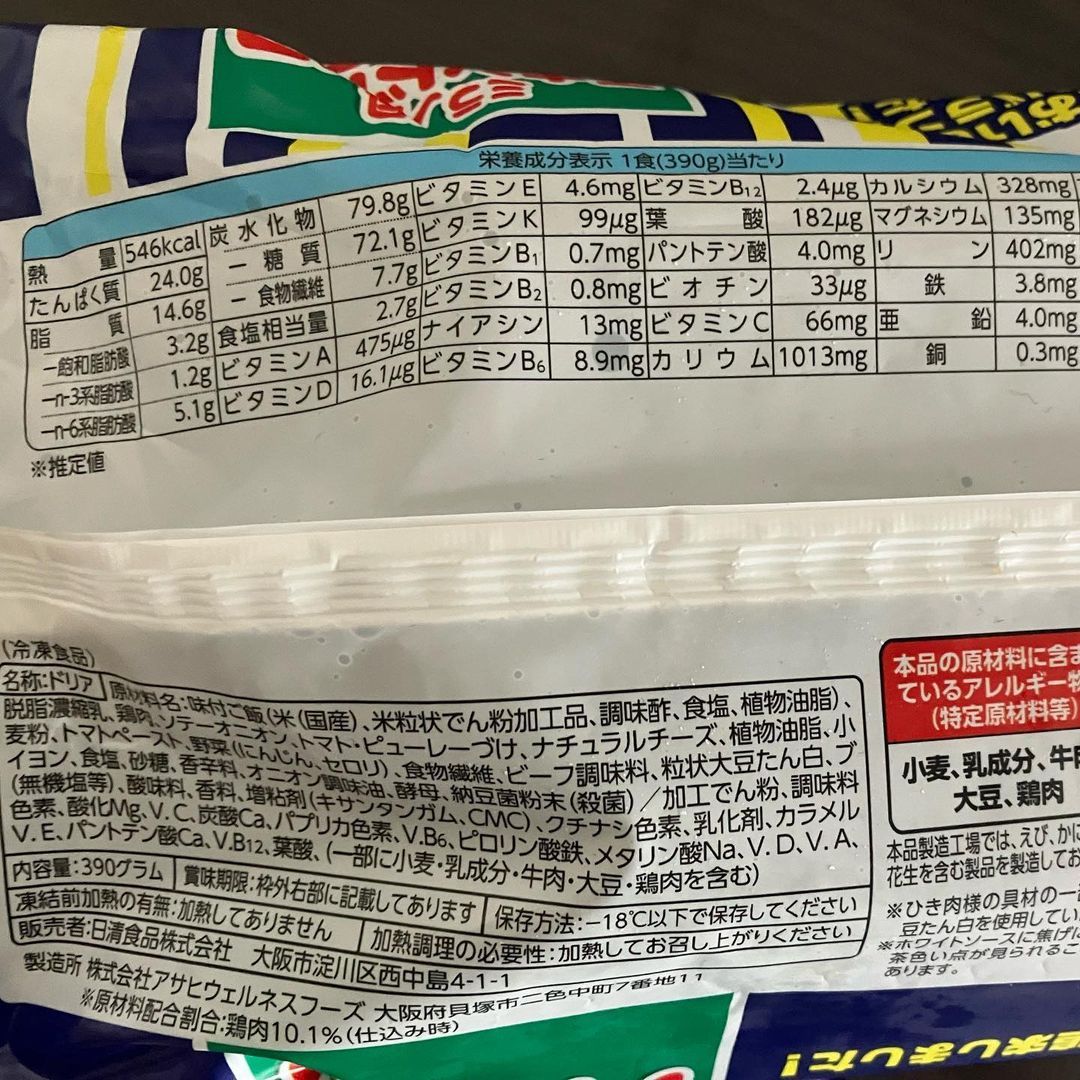 ミラノ風
おいしい
栄養成分表示 1食(390g)当たり
熱量 546kcal 炭水化物 79.8g ビタミンE 4.6mg ビタミンB12 2.4μg カルシウム 328mg
たんぱく質 24.0g ー糖質 72.1g ビタミンK 99μg 葉酸 182μg マグネシウム 135mg
脂質 14.6g ー食物繊維 7.7g ビタミンB1 0.7mg パントテン酸 4.0mg リン 402mg
ー飽和脂肪酸 3.2g 食塩相当量 2.7g ビタミンB2 0.8mg ビオチン 33μg 鉄 3.8mg
ーn-3系脂肪酸 1.2g ビタミンA 475μg ナイアシン 13mg ビタミンC 66mg 亜鉛 4.0mg
ーn-6系脂肪酸 5.1g ビタミンD 16.1μg ビタミンB6 8.9mg カリウム 1013mg 銅 0.3mg
※推定値
(冷凍食品)
名称:ドリア 原材料名:味付ご飯(米(国産)、米粒状でん粉加工品、調味酢、食塩、植物油脂)、
脱脂濃縮乳、鶏肉、ソテーオニオン、トマト・ピューレーづけ、ナチュラルチーズ、植物油脂、小
麦粉、トマトペースト、野菜(にんじん、セロリ)、食物繊維、ビーフ調味料、粒状大豆たん白、ブ
イヨン、食塩、砂糖、香辛料、オニオン調味油、酵母、納豆菌粉末(殺菌)/加工でん粉、調味料
(無機塩等)、酸味料、香料、増粘剤(キサンタンガム、CMC)、クチナシ色素、乳化剤、カラメル
色素、酸化Mg、V.C、炭酸Ca、パプリカ色素、V.B6、ピロリン酸鉄、メタリン酸Na、V.D、V.A、
V.E、パントテン酸Ca、V.B12、葉酸、(一部に小麦・乳成分・牛肉・大豆・鶏肉を含む)
内容量:390グラム 賞味期限:枠外右部に記載してあります 保存方法:−18℃以下で保存してください
凍結前加熱の有無:加熱してありません 加熱調理の必要性:加熱してお召し上がりください
販売者:日清食品株式会社 大阪市淀川区西中島4-1-1
製造所 株式会社アサヒウェルネスフーズ 大阪府貝塚市二色中町7番地11
※原材料配合割合:鶏肉10.1%(仕込み時)
本品の原材料に含ま
ているアレルギー物
(特定原材料等)
小麦、乳成分、牛肉
大豆、鶏肉
本品製造工場では、えび、かに
花生を含む製品を製造してお
※ひき肉様の具材の一
豆たん白を使用してい
※ホワイトソースに焦げ
茶色い点が見られるこ
あります。
追求しました!